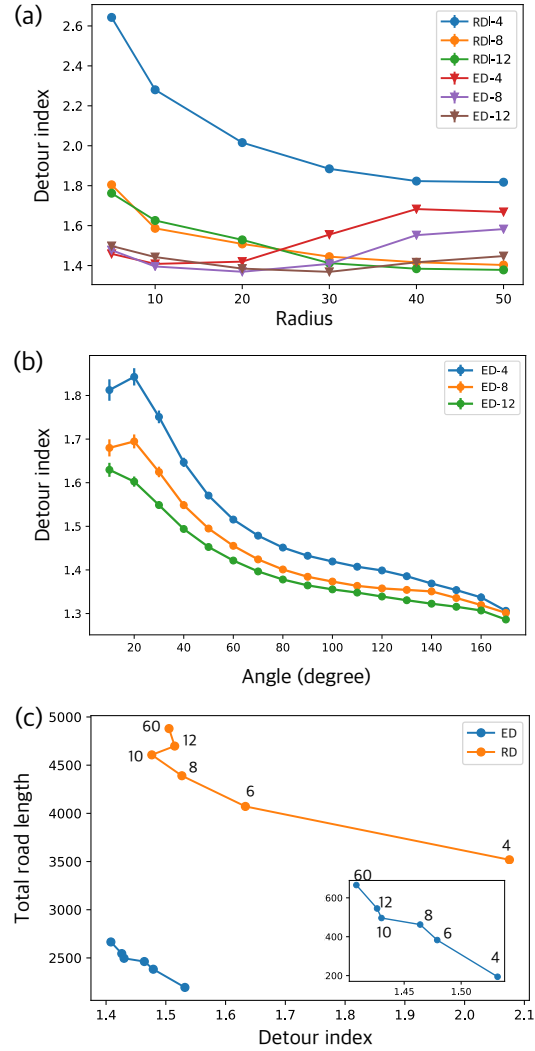 (a)
2.6
2.4
2.2
2.0
1.8
1.6
1.4
Detour index
RDI-4
RDI-8
RDI-12
ED-4
ED-8
ED-12
10
20
30
40
50
Radius
(b)
1.8
1.7
1.6
1.5
1.4
1.3
Detour index
ED-4
ED-8
ED-12
20
40
60
80
100
120
140
160
Angle (degree)
(c)
5000
4500
4000
3500
3000
2500
Total road length
ED
RD
60
12
10
8
6
4
600
400
200
60
12
10
8
6
4
1.45
1.50
1.4
1.5
1.6
1.7
1.8
1.9
2.0
2.1
Detour index